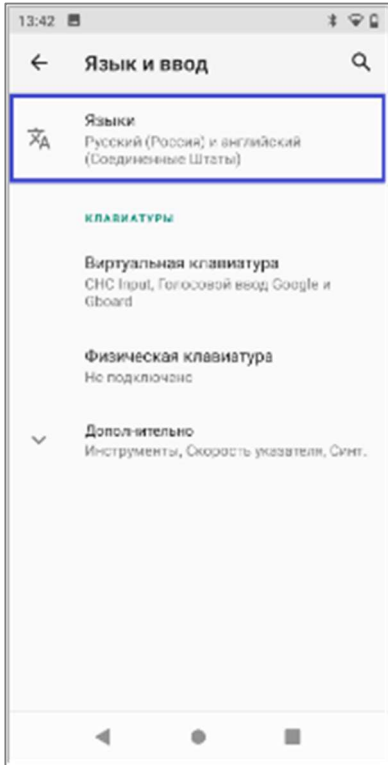 13:42
Язык и ввод
Языки
Русский (Россия) и английский
(Соединенные Штаты)
КЛАВИАТУРЫ
Виртуальная клавиатура
CHC Input, Голосовой ввод Google и
Gboard
Физическая клавиатура
Не подключено
Дополнительно
Инструменты, Скорость указателя, Синт.